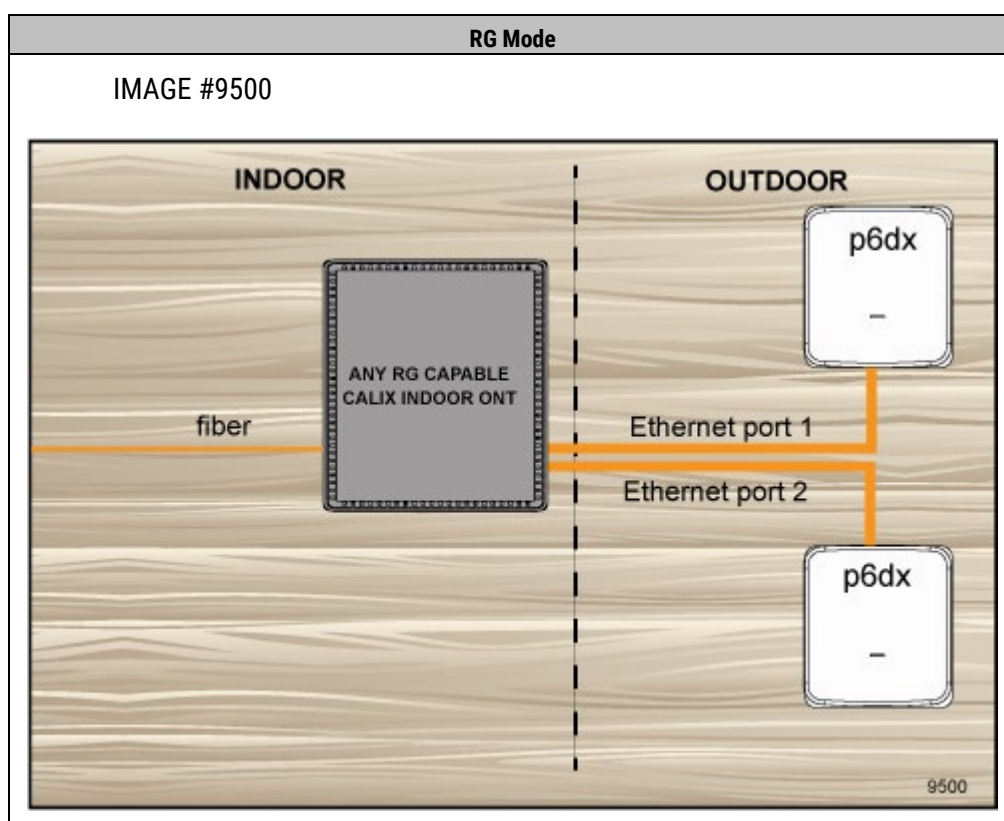 RG Mode
IMAGE #9500
INDOOR
OUTDOOR
p6dx
ANY RG CAPABLE
CALIX INDOOR ONT
fiber
Ethernet port 1
Ethernet port 2
p6dx
9500